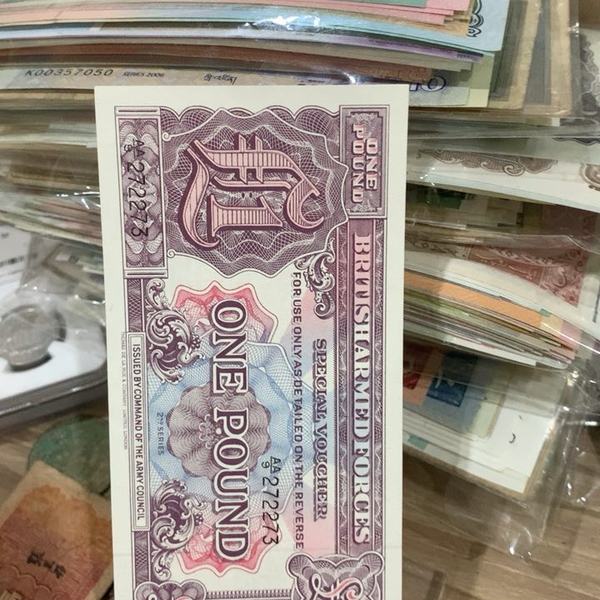 K00357050 SERIES 2006
BRITISH ARMED FORCES
SPECIAL VOUCHER
FOR USE ONLY AS DETAILED ON THE REVERSE
ONE
POUND
£1
AA
9 272273
AA
9 272273
ONE POUND
2ND SERIES
ISSUED BY COMMAND OF THE ARMY COUNCIL
£